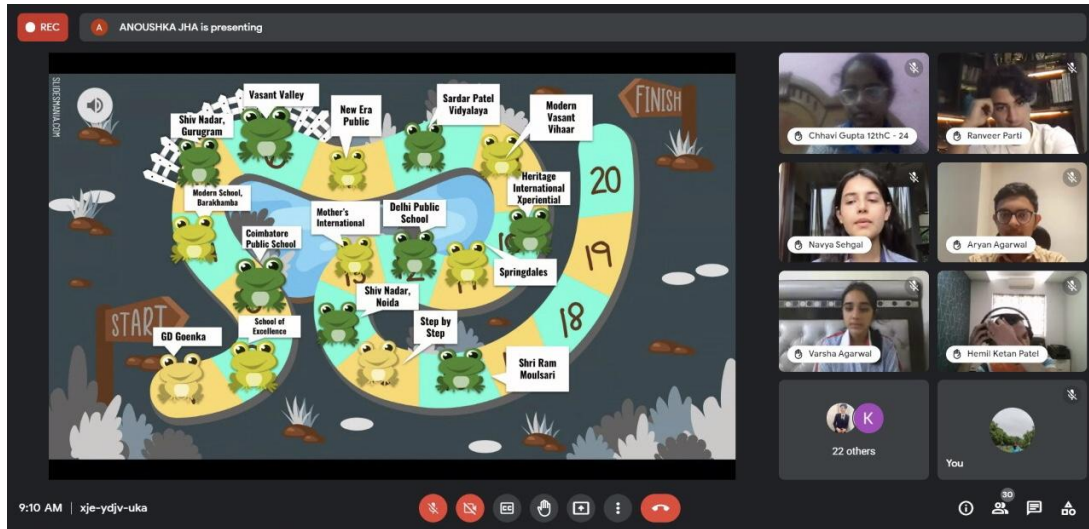 REC
A
ANOUSHKA JHA is presenting
SLIDESMANIA.COM
Vasant Valley
New Era
Public
Sardar Patel
Vidyalaya
Modern
Vasant
Vihaar
FINISH
Shiv Nadar,
Gurugram
Modern School,
Barakhamba
Coimbatore
Public School
Mother's
International
Delhi Public
School
Heritage
International
Xperiential
Springdales
20
19
18
START
GD Goenka
School of
Excellence
Shiv Nadar,
Noida
Step by
Step
Shri Ram
Moulsari
Chhavi Gupta 12thC - 24
Ranveer Parti
Navya Sehgal
Aryan Agarwal
Varsha Agarwal
Hemil Ketan Patel
K
22 others
You
9:10 AM | xje-ydjv-uka
CC
30